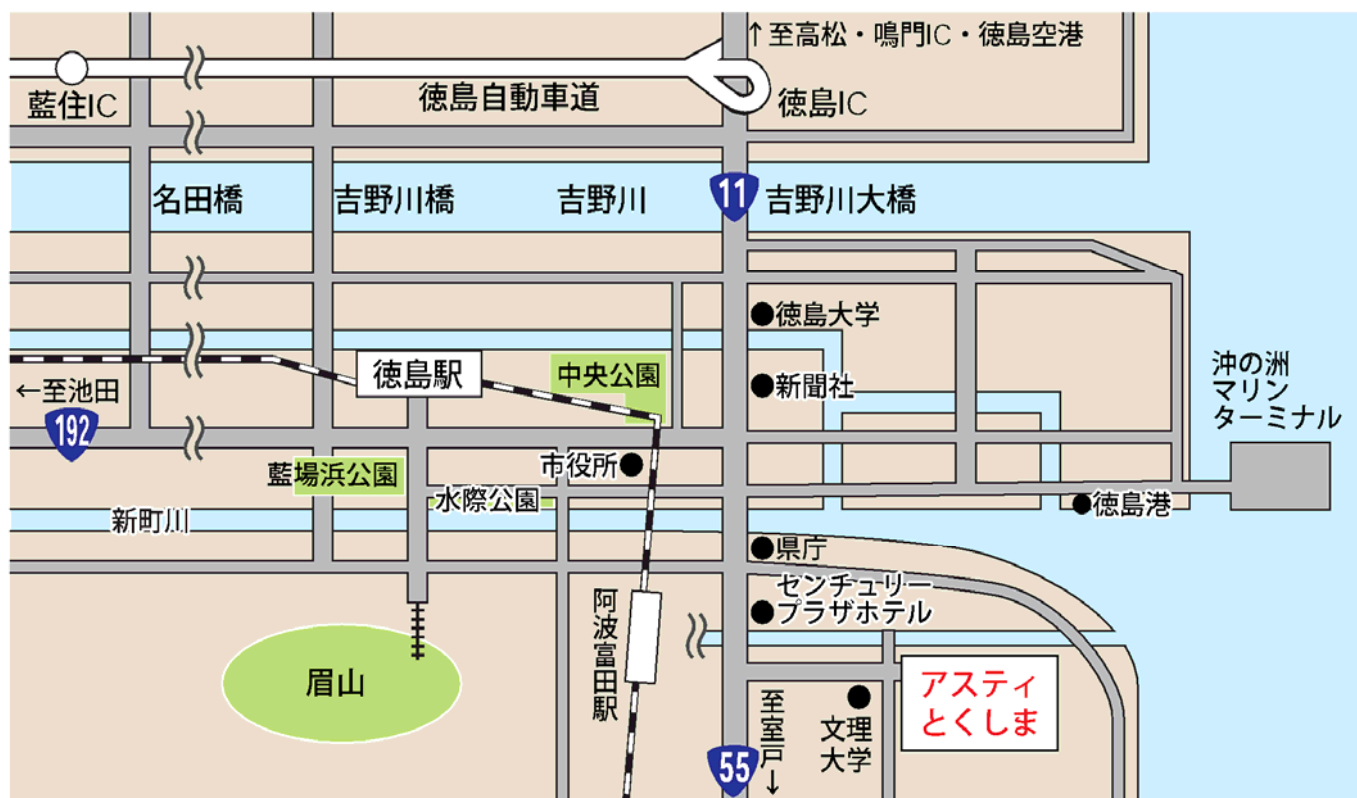 ↑至高松・鳴門IC・徳島空港
藍住IC
徳島自動車道
徳島IC
名田橋
吉野川橋
吉野川
11
吉野川大橋
徳島大学
徳島駅
中央公園
新聞社
←至池田
192
沖の洲
マリン
ターミナル
藍場浜公園
市役所
水際公園
徳島港
新町川
県庁
センチュリー
プラザホテル
阿波富田駅
眉山
アスティ
とくしま
至室戸↓
文理
大学
55